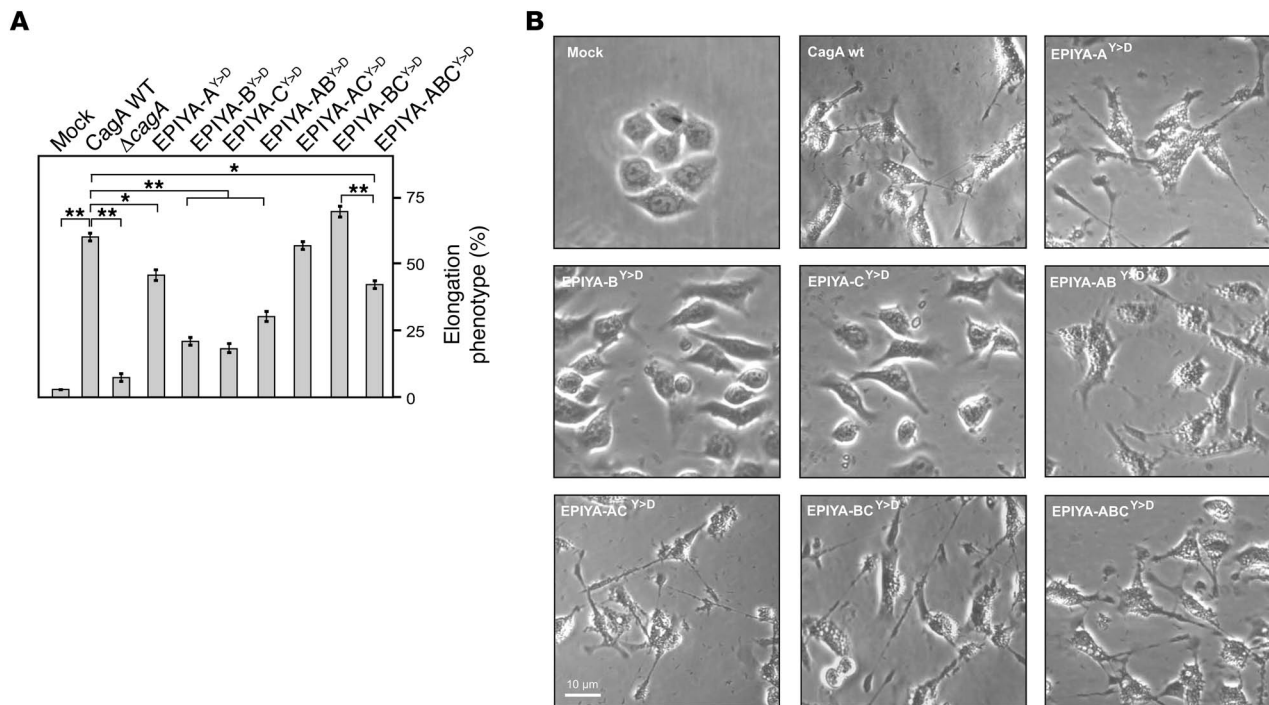 A
Mock
CagA WT
ΔcagA
EPIYA-A^Y>D
EPIYA-B^Y>D
EPIYA-C^Y>D
EPIYA-AB^Y>D
EPIYA-AC^Y>D
EPIYA-BC^Y>D
EPIYA-ABC^Y>D
*
**
*
**
**
**
75
50
25
0
Elongation
phenotype (%)
B
Mock
CagA wt
EPIYA-A^Y>D
EPIYA-B^Y>D
EPIYA-C^Y>D
EPIYA-AB^Y>D
EPIYA-AC^Y>D
EPIYA-BC^Y>D
EPIYA-ABC^Y>D
10 µm